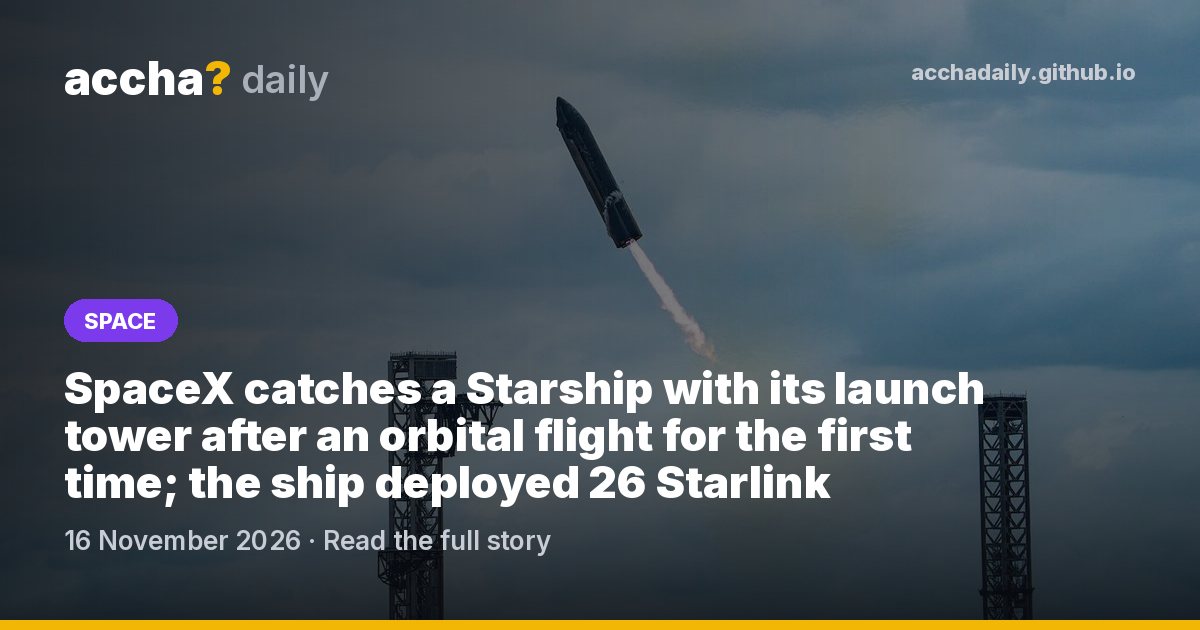 accha? daily
acchadaily.github.io
SPACE
SpaceX catches a Starship with its launch
tower after an orbital flight for the first
time; the ship deployed 26 Starlink
16 November 2026 · Read the full story